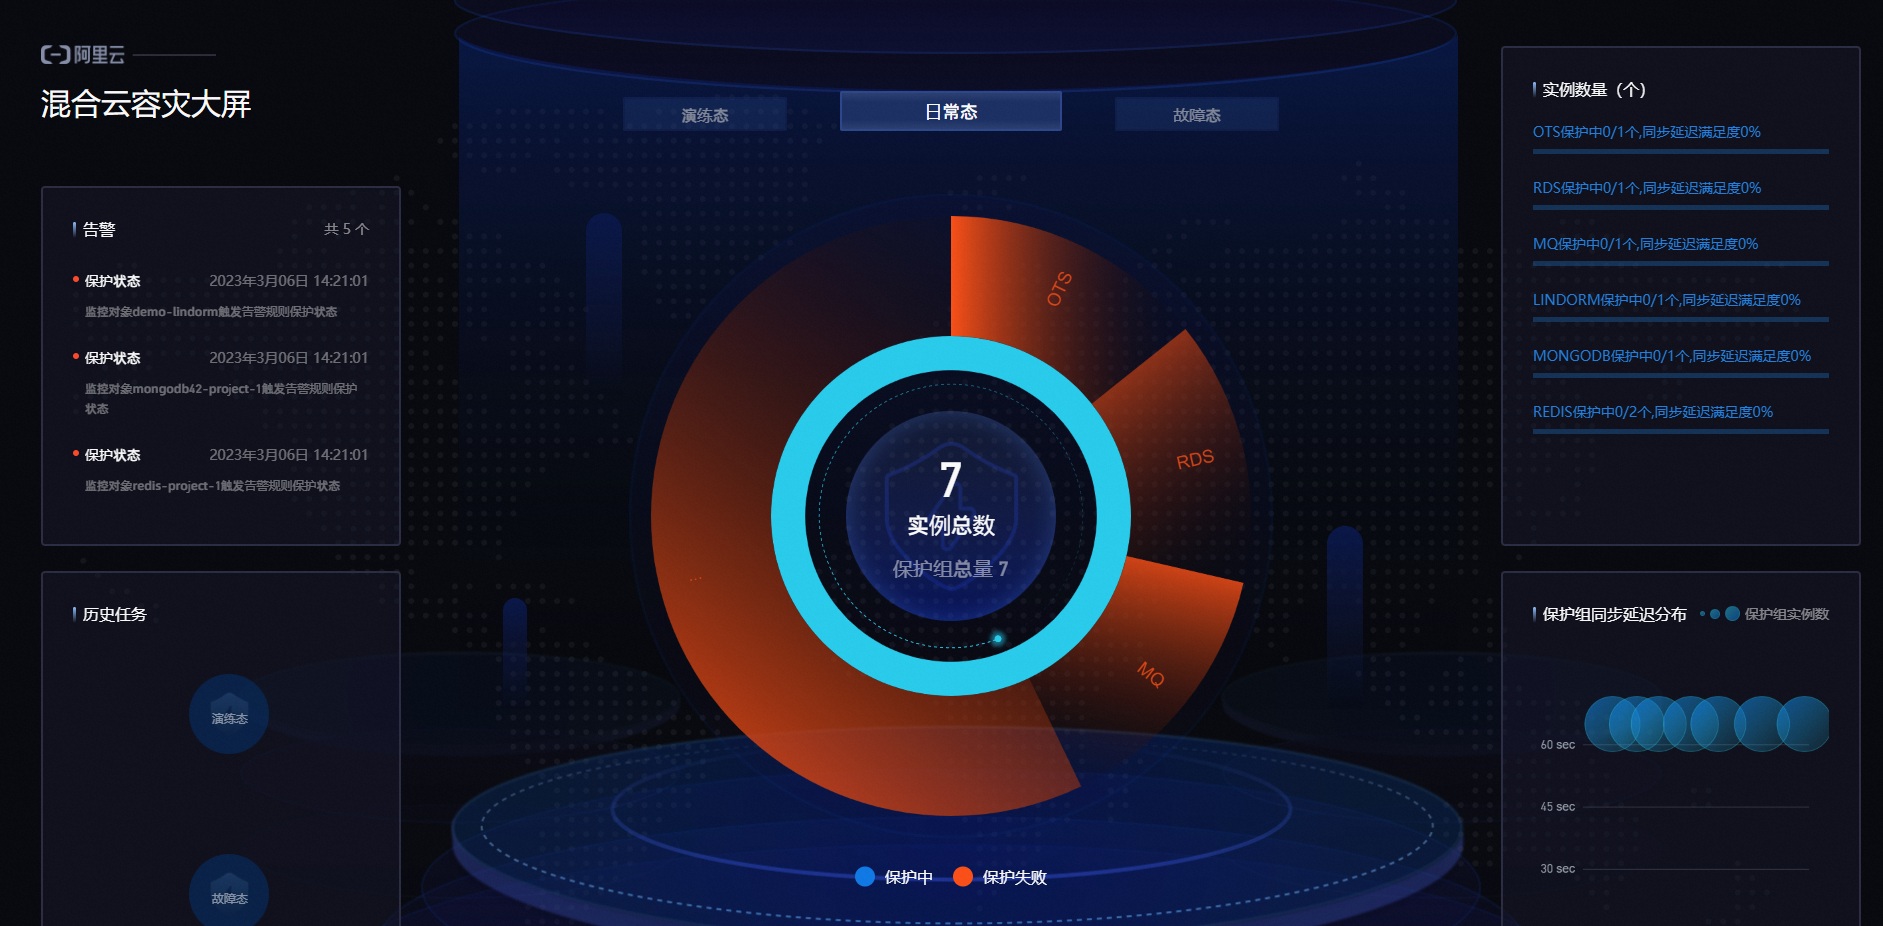 阿里云
混合云容灾大屏
演练态
日常态
故障态
告警
共 5 个
保护状态
2023年3月06日 14:21:01
监控对象demo-lindorm触发告警规则保护状态
保护状态
2023年3月06日 14:21:01
监控对象mongodb42-project-1触发告警规则保护
状态
保护状态
2023年3月06日 14:21:01
监控对象redis-project-1触发告警规则保护状态
历史任务
演练态
故障态
OTS
RDS
MQ
...
7
实例总数
保护组总量 7
保护中
保护失败
实例数量（个）
OTS保护中0/1个,同步延迟满足度0%
RDS保护中0/1个,同步延迟满足度0%
MQ保护中0/1个,同步延迟满足度0%
LINDORM保护中0/1个,同步延迟满足度0%
MONGODB保护中0/1个,同步延迟满足度0%
REDIS保护中0/2个,同步延迟满足度0%
保护组同步延迟分布
保护组实例数
60 sec
45 sec
30 sec